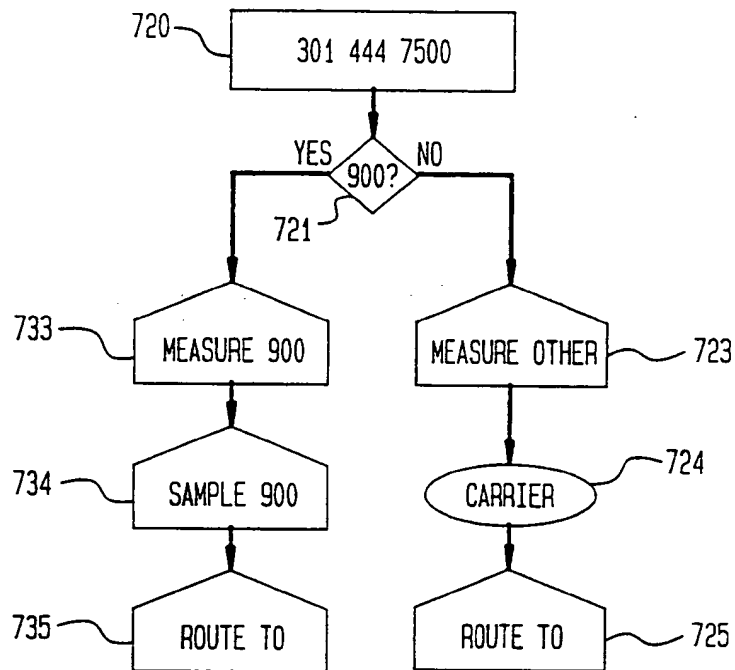 720
301 444 7500
YES
NO
900?
721
733
MEASURE 900
MEASURE OTHER
723
734
SAMPLE 900
CARRIER
724
735
ROUTE TO
ROUTE TO
725